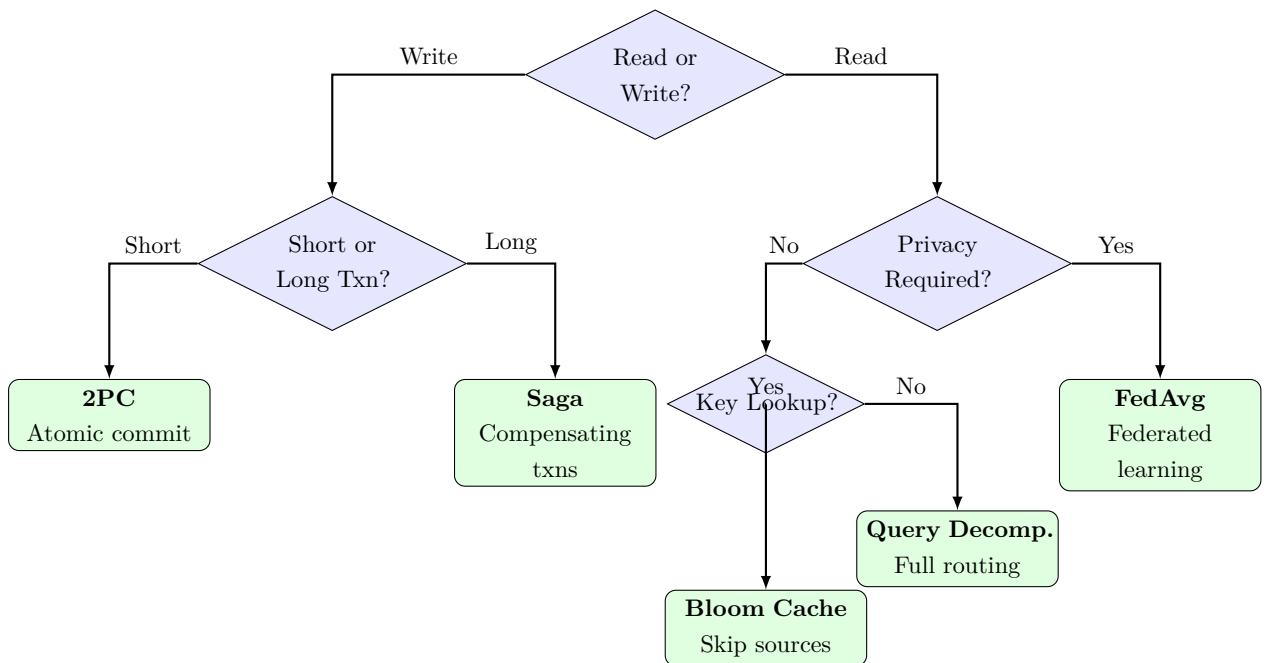 Read or
Write?
Write
Read
Short or
Long Txn?
Short
Long
Privacy
Required?
No
Yes
2PC
Atomic commit
Saga
Compensating
txns
Yes
Key Lookup?
No
FedAvg
Federated
learning
Query Decomp.
Full routing
Bloom Cache
Skip sources